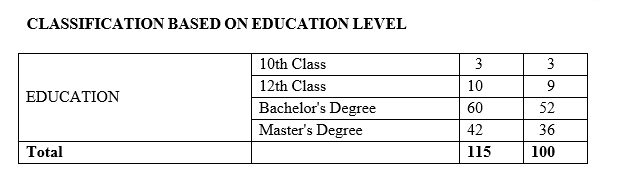 CLASSIFICATION BASED ON EDUCATION LEVEL
EDUCATION
10th Class 3 3
12th Class 10 9
Bachelor's Degree 60 52
Master's Degree 42 36
Total 115 100